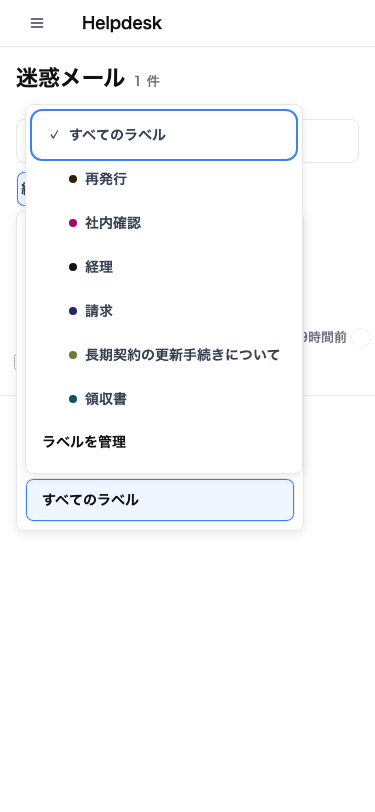 Helpdesk
迷惑メール 1 件
✓ すべてのラベル
再発行
社内確認
経理
請求
長期契約の更新手続きについて
9時間前
領収書
ラベルを管理
すべてのラベル